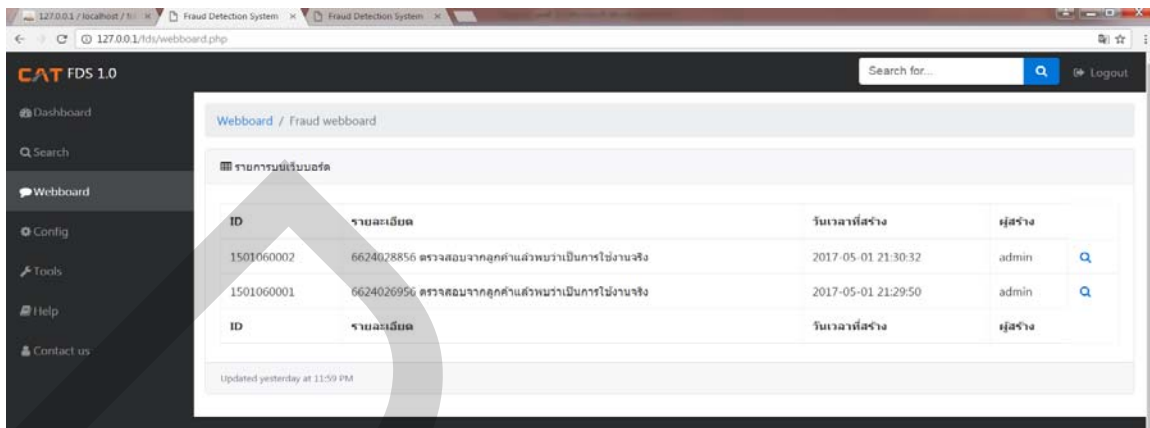 127.0.0.1 / localhost /
Fraud Detection System
Fraud Detection System
127.0.0.1/fds/webboard.php
CAT FDS 1.0
Search for...
Logout
Dashboard
Search
Webboard
Config
Tools
Help
Contact us
Webboard / Fraud webboard
รายการบนเว็บบอร์ด
ID รายละเอียด วันเวลาที่สร้าง ผู้สร้าง
1501060002 6624028856 ตรวจสอบจากลูกค้าแล้วพบว่าเป็นการใช้งานจริง 2017-05-01 21:30:32 admin
1501060001 6624026956 ตรวจสอบจากลูกค้าแล้วพบว่าเป็นการใช้งานจริง 2017-05-01 21:29:50 admin
ID รายละเอียด วันเวลาที่สร้าง ผู้สร้าง
Updated yesterday at 11:59 PM